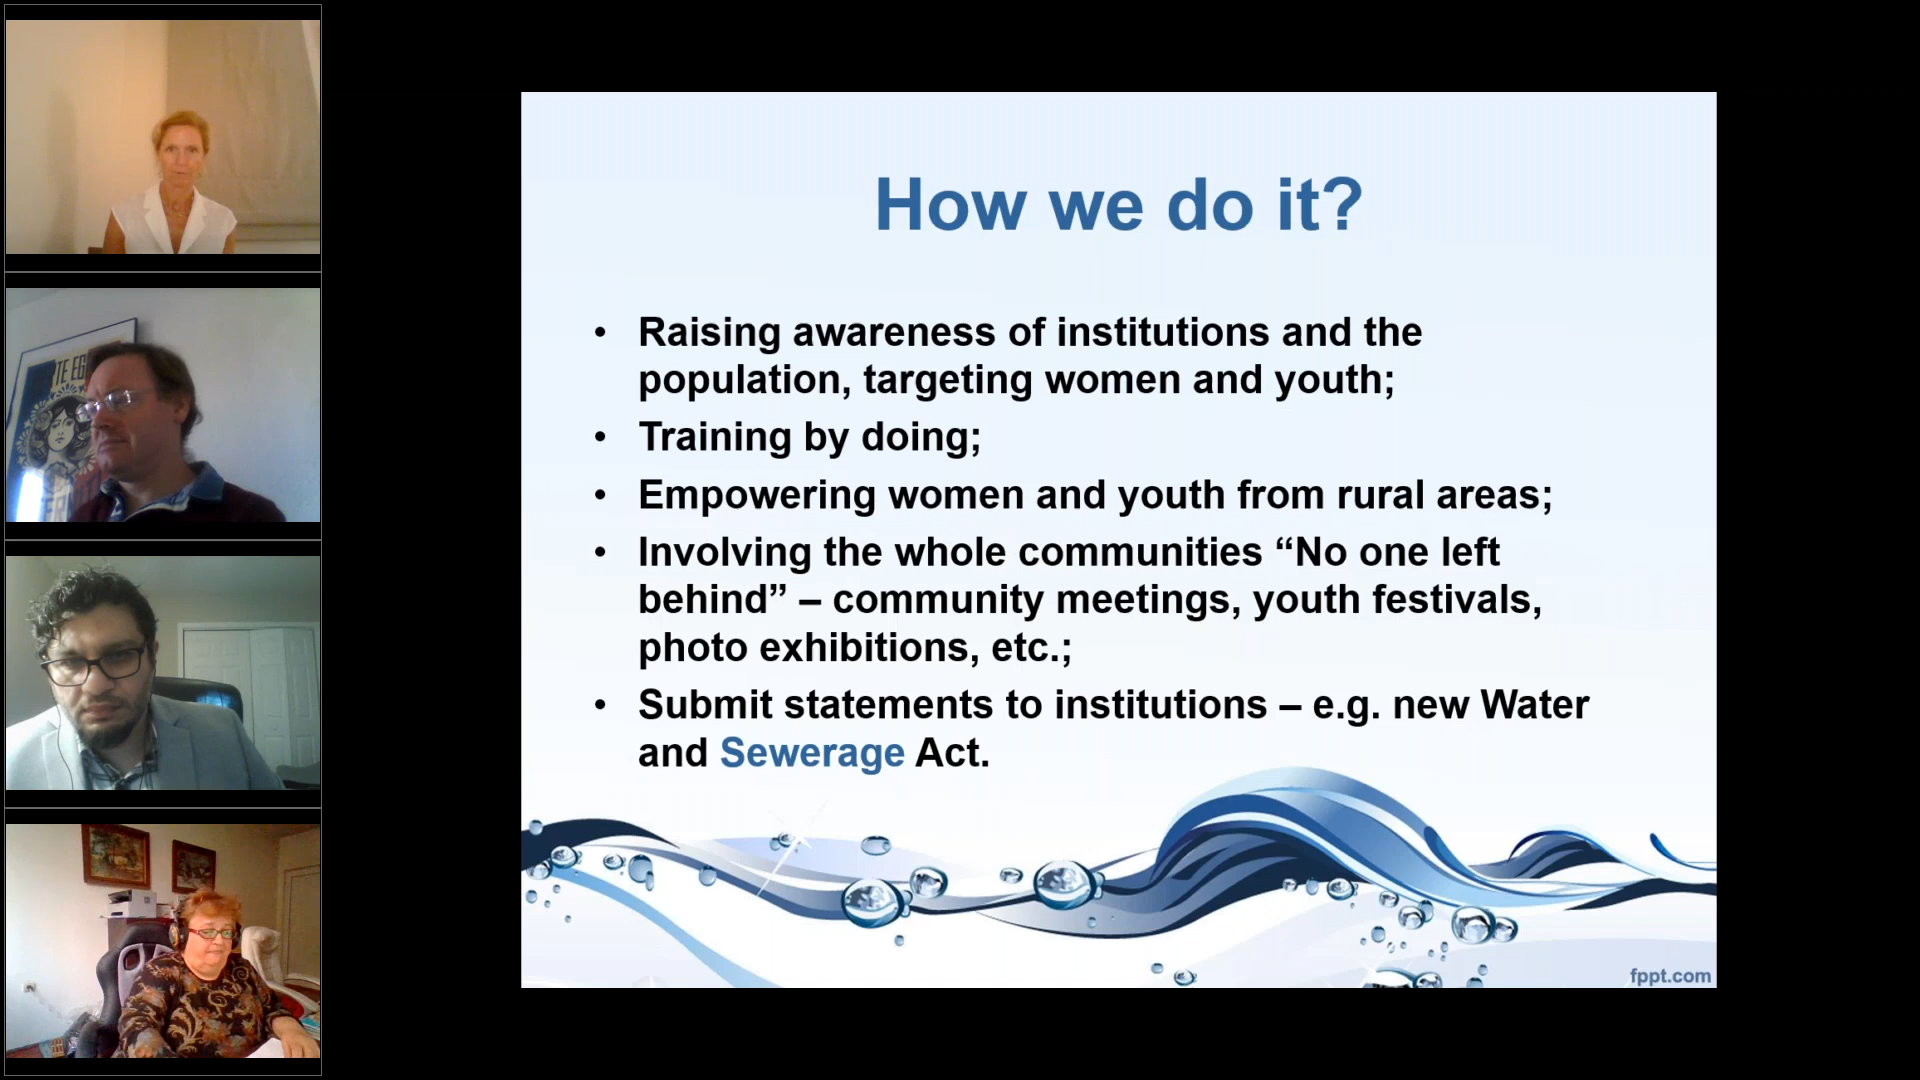 How we do it?
• Raising awareness of institutions and the
population, targeting women and youth;
• Training by doing;
• Empowering women and youth from rural areas;
• Involving the whole communities “No one left
behind” – community meetings, youth festivals,
photo exhibitions, etc.;
• Submit statements to institutions – e.g. new Water
and Sewerage Act.
fppt.com